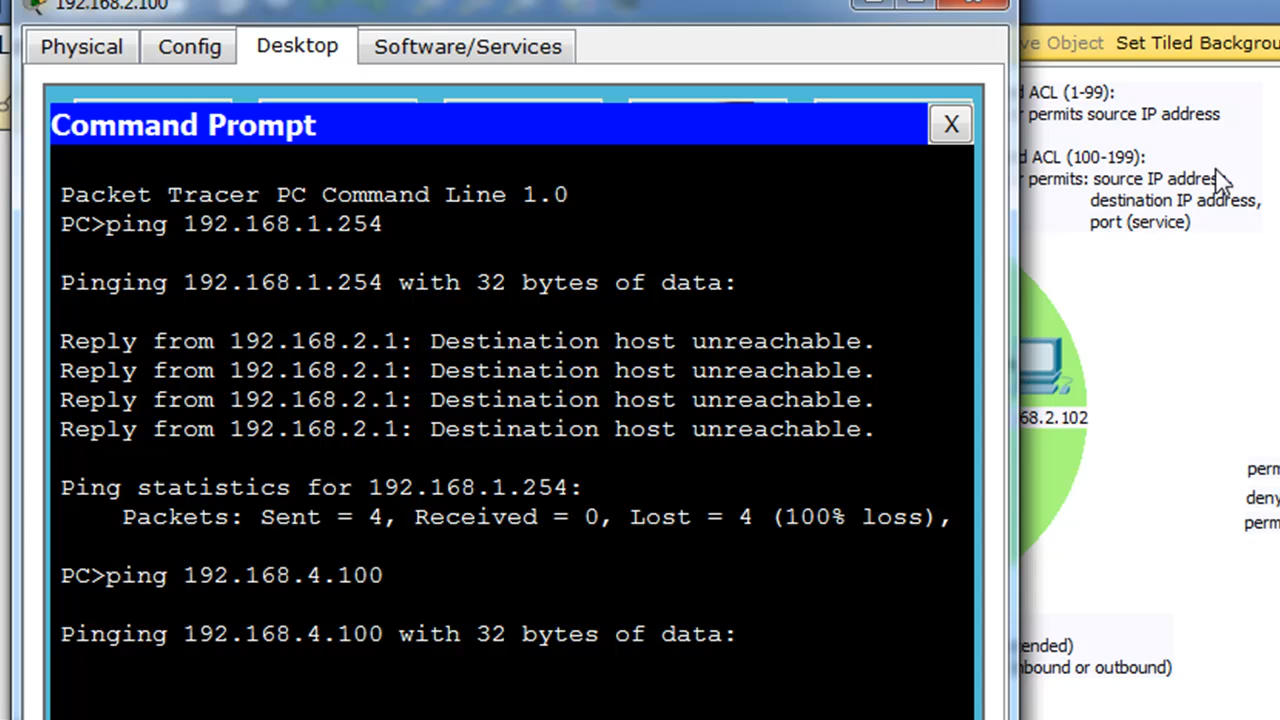 192.168.2.100
Physical Config Desktop Software/Services
ve Object Set Tiled Backgrou
Command Prompt X
Packet Tracer PC Command Line 1.0
PC>ping 192.168.1.254
Pinging 192.168.1.254 with 32 bytes of data:
Reply from 192.168.2.1: Destination host unreachable.
Reply from 192.168.2.1: Destination host unreachable.
Reply from 192.168.2.1: Destination host unreachable.
Reply from 192.168.2.1: Destination host unreachable.
Ping statistics for 192.168.1.254:
Packets: Sent = 4, Received = 0, Lost = 4 (100% loss),
PC>ping 192.168.4.100
Pinging 192.168.4.100 with 32 bytes of data:
d ACL (1-99):
r permits source IP address
d ACL (100-199):
r permits: source IP addres
destination IP address,
port (service)
68.2.102
perm
deny
perm
ended)
nbound or outbound)